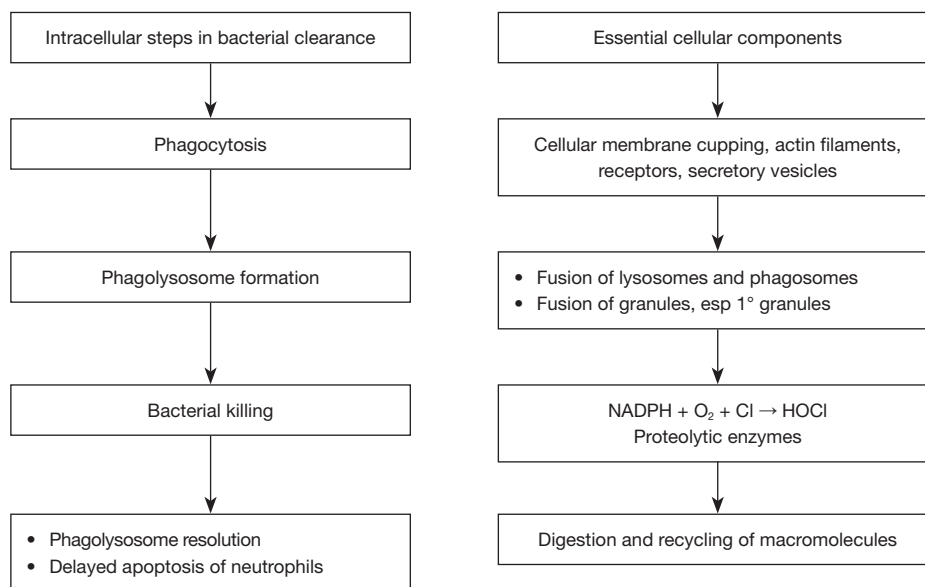 Intracellular steps in bacterial clearance
Phagocytosis
Phagolysosome formation
Bacterial killing
• Phagolysosome resolution
• Delayed apoptosis of neutrophils
Essential cellular components
Cellular membrane cupping, actin filaments,
receptors, secretory vesicles
• Fusion of lysosomes and phagosomes
• Fusion of granules, esp 1° granules
NADPH + O₂ + Cl → HOCl
Proteolytic enzymes
Digestion and recycling of macromolecules